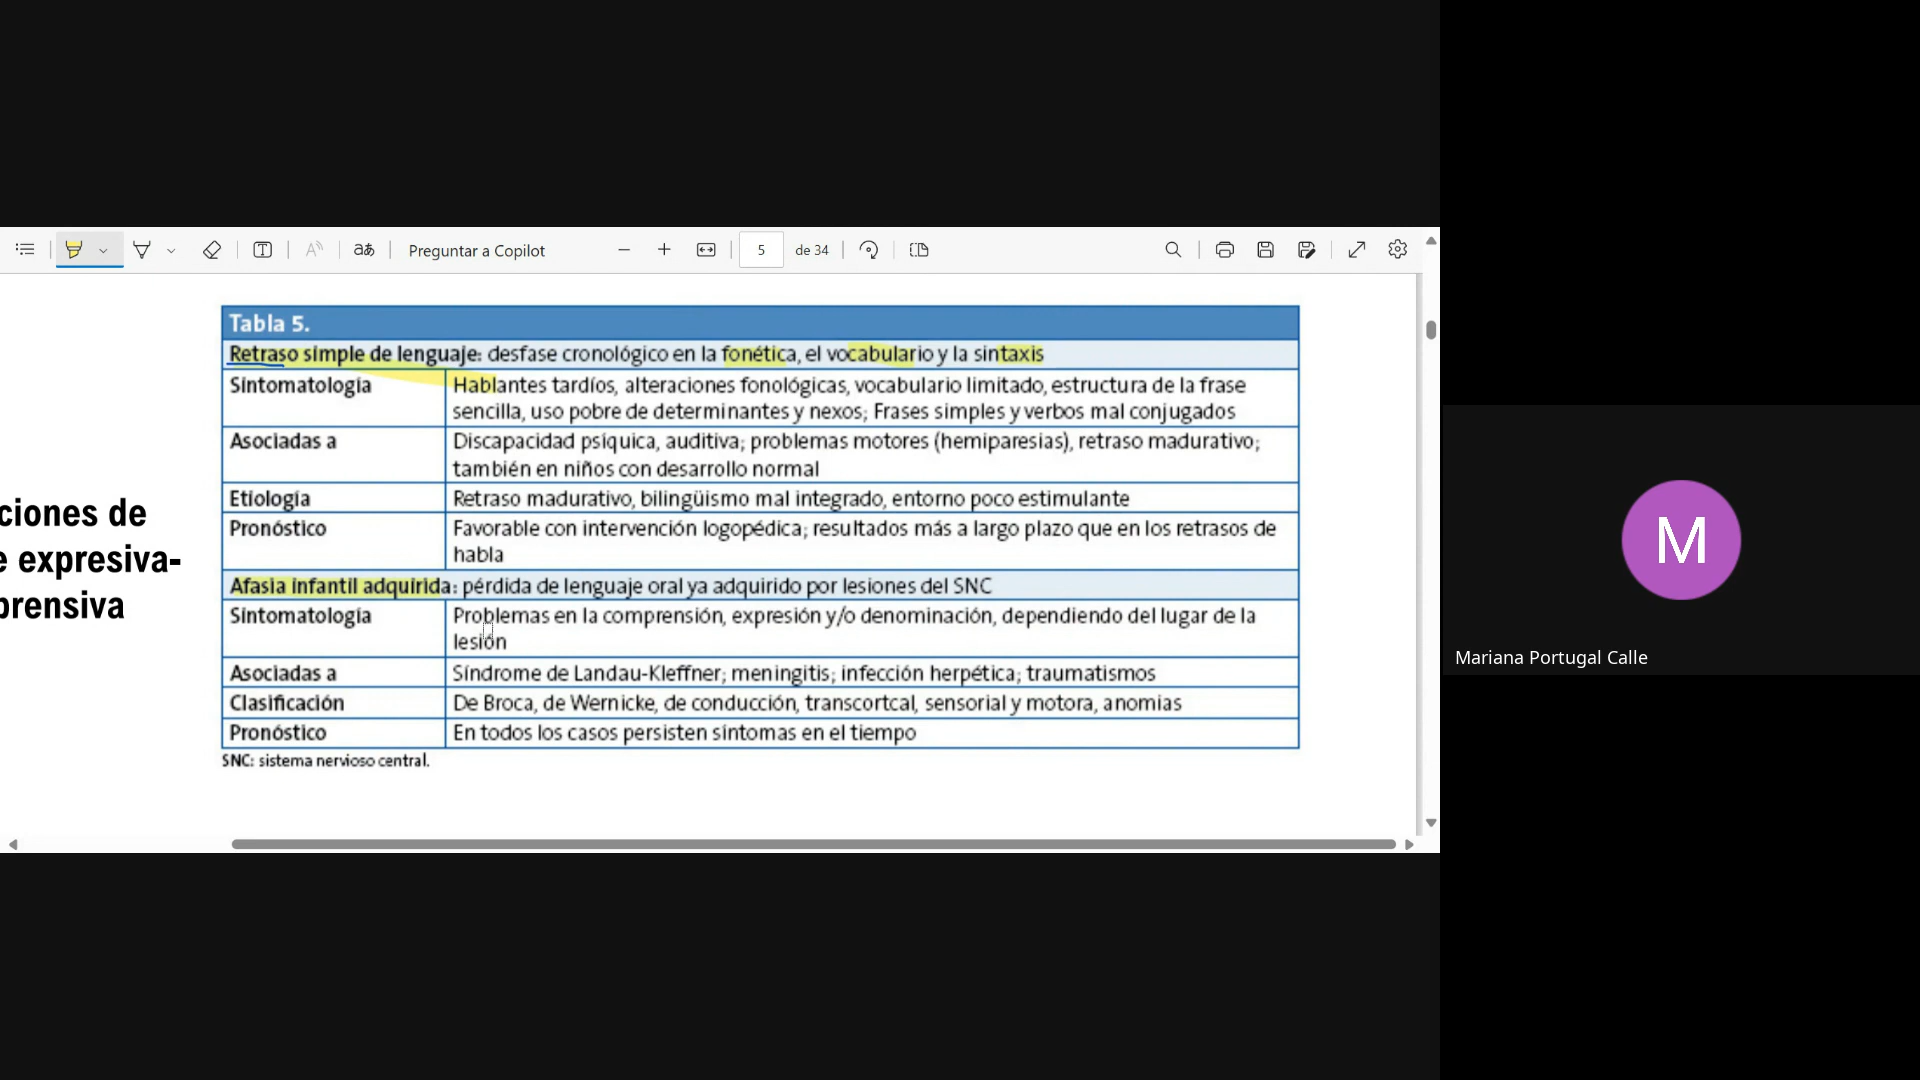 Preguntar a Copilot
5
de 34
ciones de
e expresiva-
prensiva
Tabla 5.
Retraso simple de lenguaje: desfase cronológico en la fonética, el vocabulario y la sintaxis
Sintomatología
Hablantes tardíos, alteraciones fonológicas, vocabulario limitado, estructura de la frase
sencilla, uso pobre de determinantes y nexos; Frases simples y verbos mal conjugados
Asociadas a
Discapacidad psíquica, auditiva; problemas motores (hemiparesias), retraso madurativo;
también en niños con desarrollo normal
Etiología
Retraso madurativo, bilingüismo mal integrado, entorno poco estimulante
Pronóstico
Favorable con intervención logopédica; resultados más a largo plazo que en los retrasos de
habla
Afasia infantil adquirida: pérdida de lenguaje oral ya adquirido por lesiones del SNC
Sintomatología
Problemas en la comprensión, expresión y/o denominación, dependiendo del lugar de la
lesión
Asociadas a
Síndrome de Landau-Kleffner; meningitis; infección herpética; traumatismos
Clasificación
De Broca, de Wernicke, de conducción, transcortcal, sensorial y motora, anomias
Pronóstico
En todos los casos persisten síntomas en el tiempo
SNC: sistema nervioso central.
M
Mariana Portugal Calle